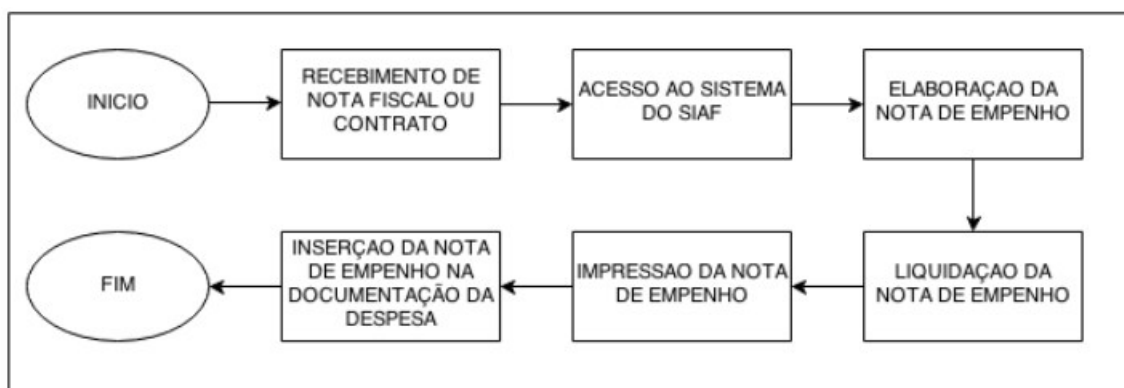 INICIO
RECEBIMENTO DE
NOTA FISCAL OU
CONTRATO
ACESSO AO SISTEMA
DO SIAF
ELABORAÇAO DA
NOTA DE EMPENHO
LIQUIDAÇAO DA
NOTA DE EMPENHO
IMPRESSAO DA NOTA
DE EMPENHO
INSERÇAO DA NOTA
DE EMPENHO NA
DOCUMENTAÇÃO DA
DESPESA
FIM